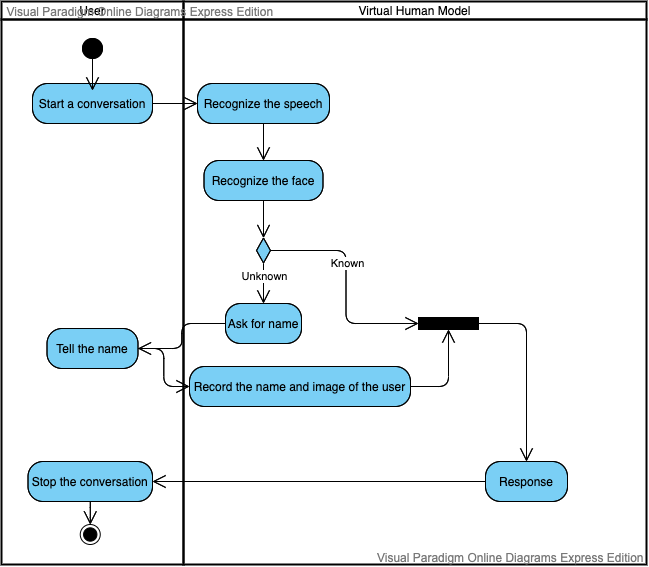 Visual Paradigm Online Diagrams Express Edition
User
Virtual Human Model
Start a conversation
Recognize the speech
Recognize the face
Known
Unknown
Ask for name
Tell the name
Record the name and image of the user
Stop the conversation
Response
Visual Paradigm Online Diagrams Express Edition